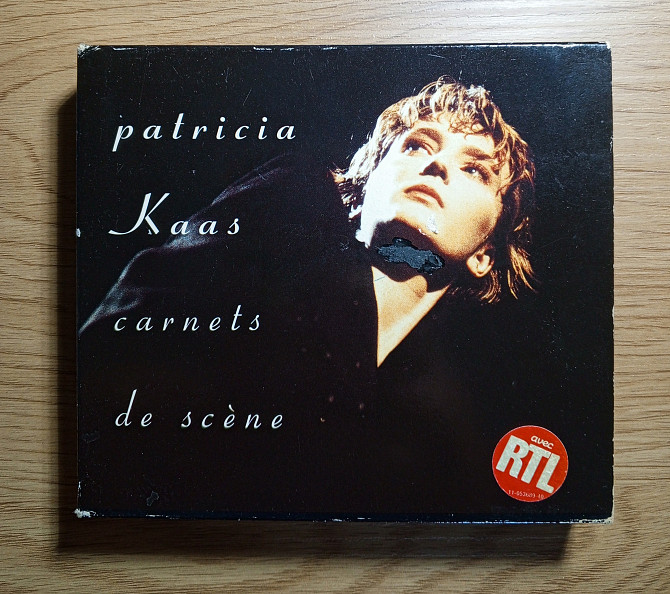 patricia
Kaas
carnets
de scène
avec
RTL